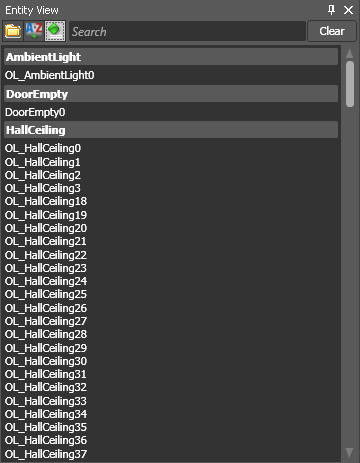 Entity View
Search
Clear
AmbientLight
OL_AmbientLight0
DoorEmpty
DoorEmpty0
HallCeiling
OL_HallCeiling0
OL_HallCeiling1
OL_HallCeiling2
OL_HallCeiling3
OL_HallCeiling18
OL_HallCeiling19
OL_HallCeiling20
OL_HallCeiling21
OL_HallCeiling22
OL_HallCeiling23
OL_HallCeiling24
OL_HallCeiling25
OL_HallCeiling26
OL_HallCeiling27
OL_HallCeiling28
OL_HallCeiling29
OL_HallCeiling30
OL_HallCeiling31
OL_HallCeiling32
OL_HallCeiling33
OL_HallCeiling34
OL_HallCeiling35
OL_HallCeiling36
OL_HallCeiling37